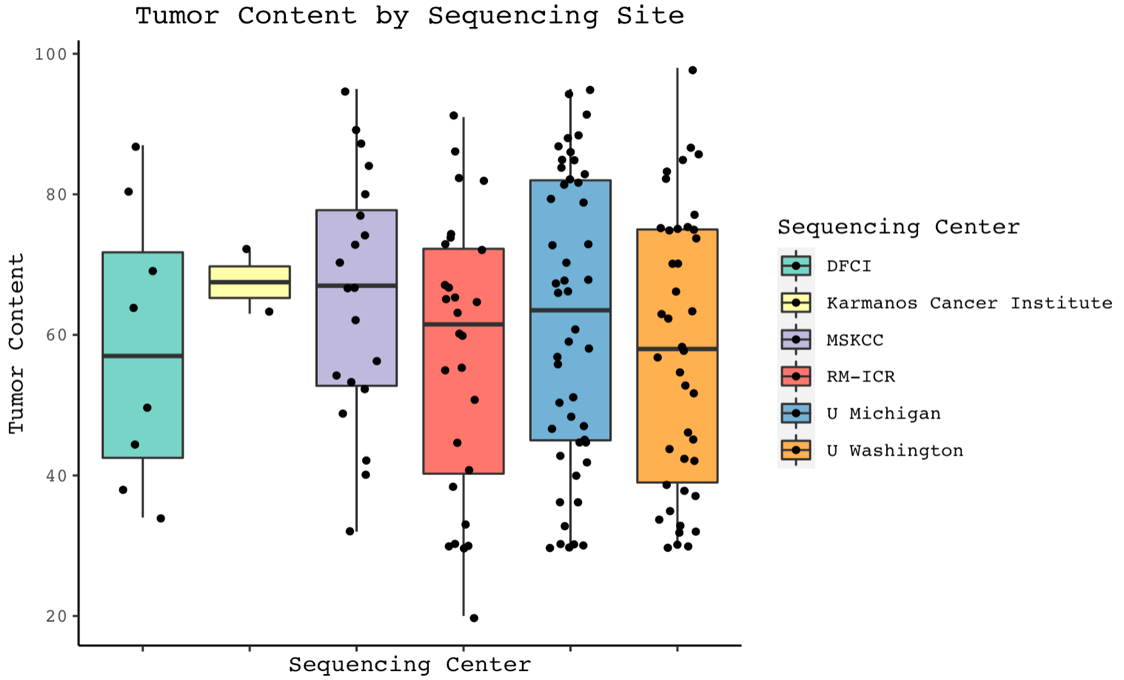 Tumor Content by Sequencing Site
Tumor Content
100
80
60
40
20
Sequencing Center
Sequencing Center
DFCI
Karmanos Cancer Institute
MSKCC
RM-ICR
U Michigan
U Washington